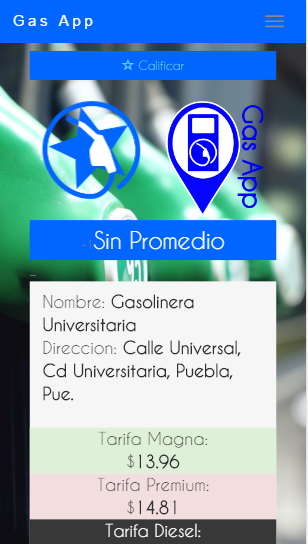 Gas App
☆ Calificar
Gas App
Sin Promedio
Nombre: Gasolinera
Universitaria
Direccion: Calle Universal,
Cd Universitaria, Puebla,
Pue.
Tarifa Magna:
$13.96
Tarifa Premium:
$14.81
Tarifa Diesel: